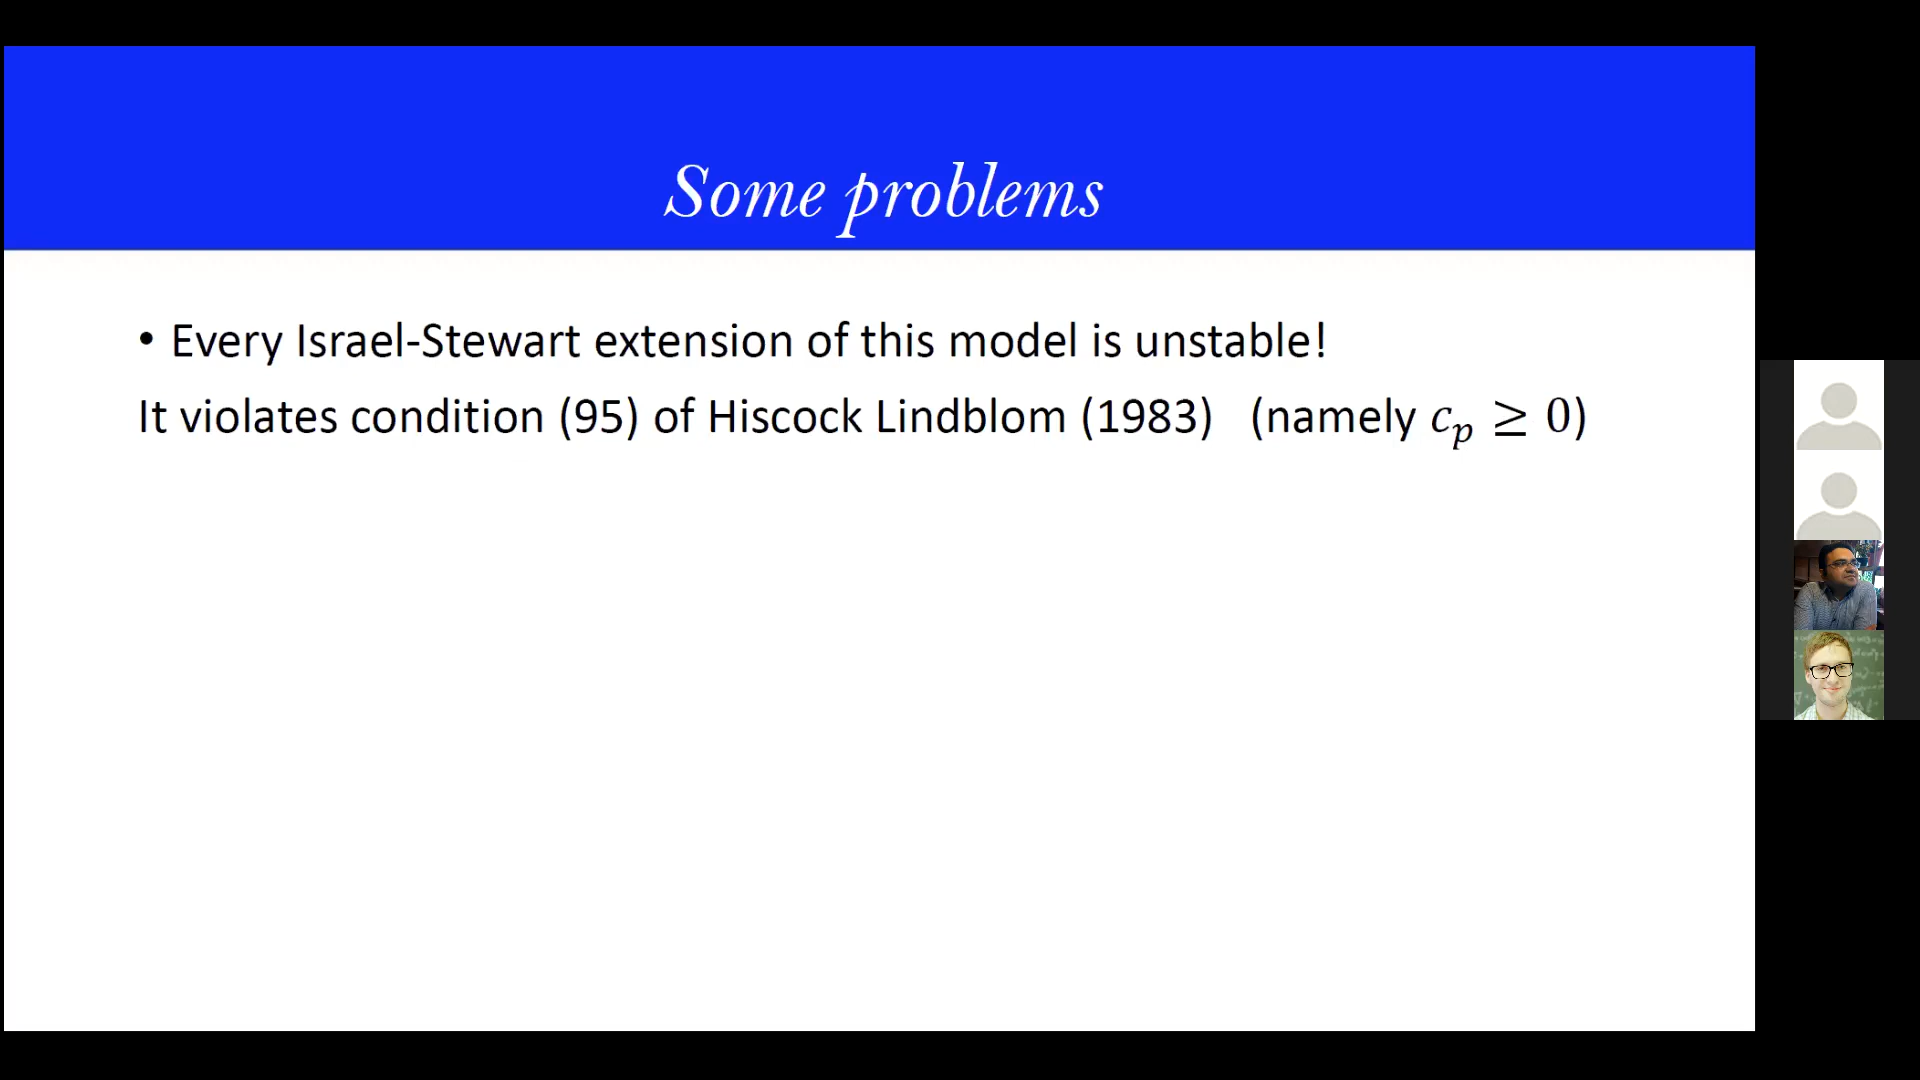 Some problems
• Every Israel-Stewart extension of this model is unstable!
It violates condition (95) of Hiscock Lindblom (1983) (namely $c_p \geq 0$)